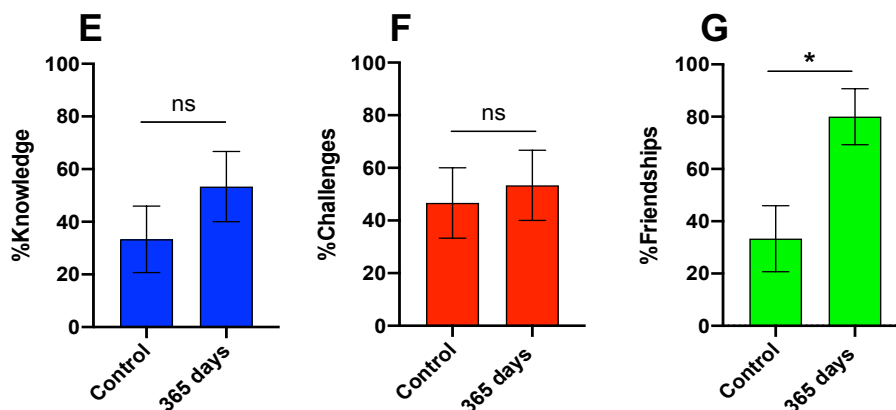 E
%Knowledge
100
80
60
40
20
0
ns
Control
365 days
F
%Challenges
100
80
60
40
20
0
ns
Control
365 days
G
%Friendships
100
80
60
40
20
0
*
Control
365 days